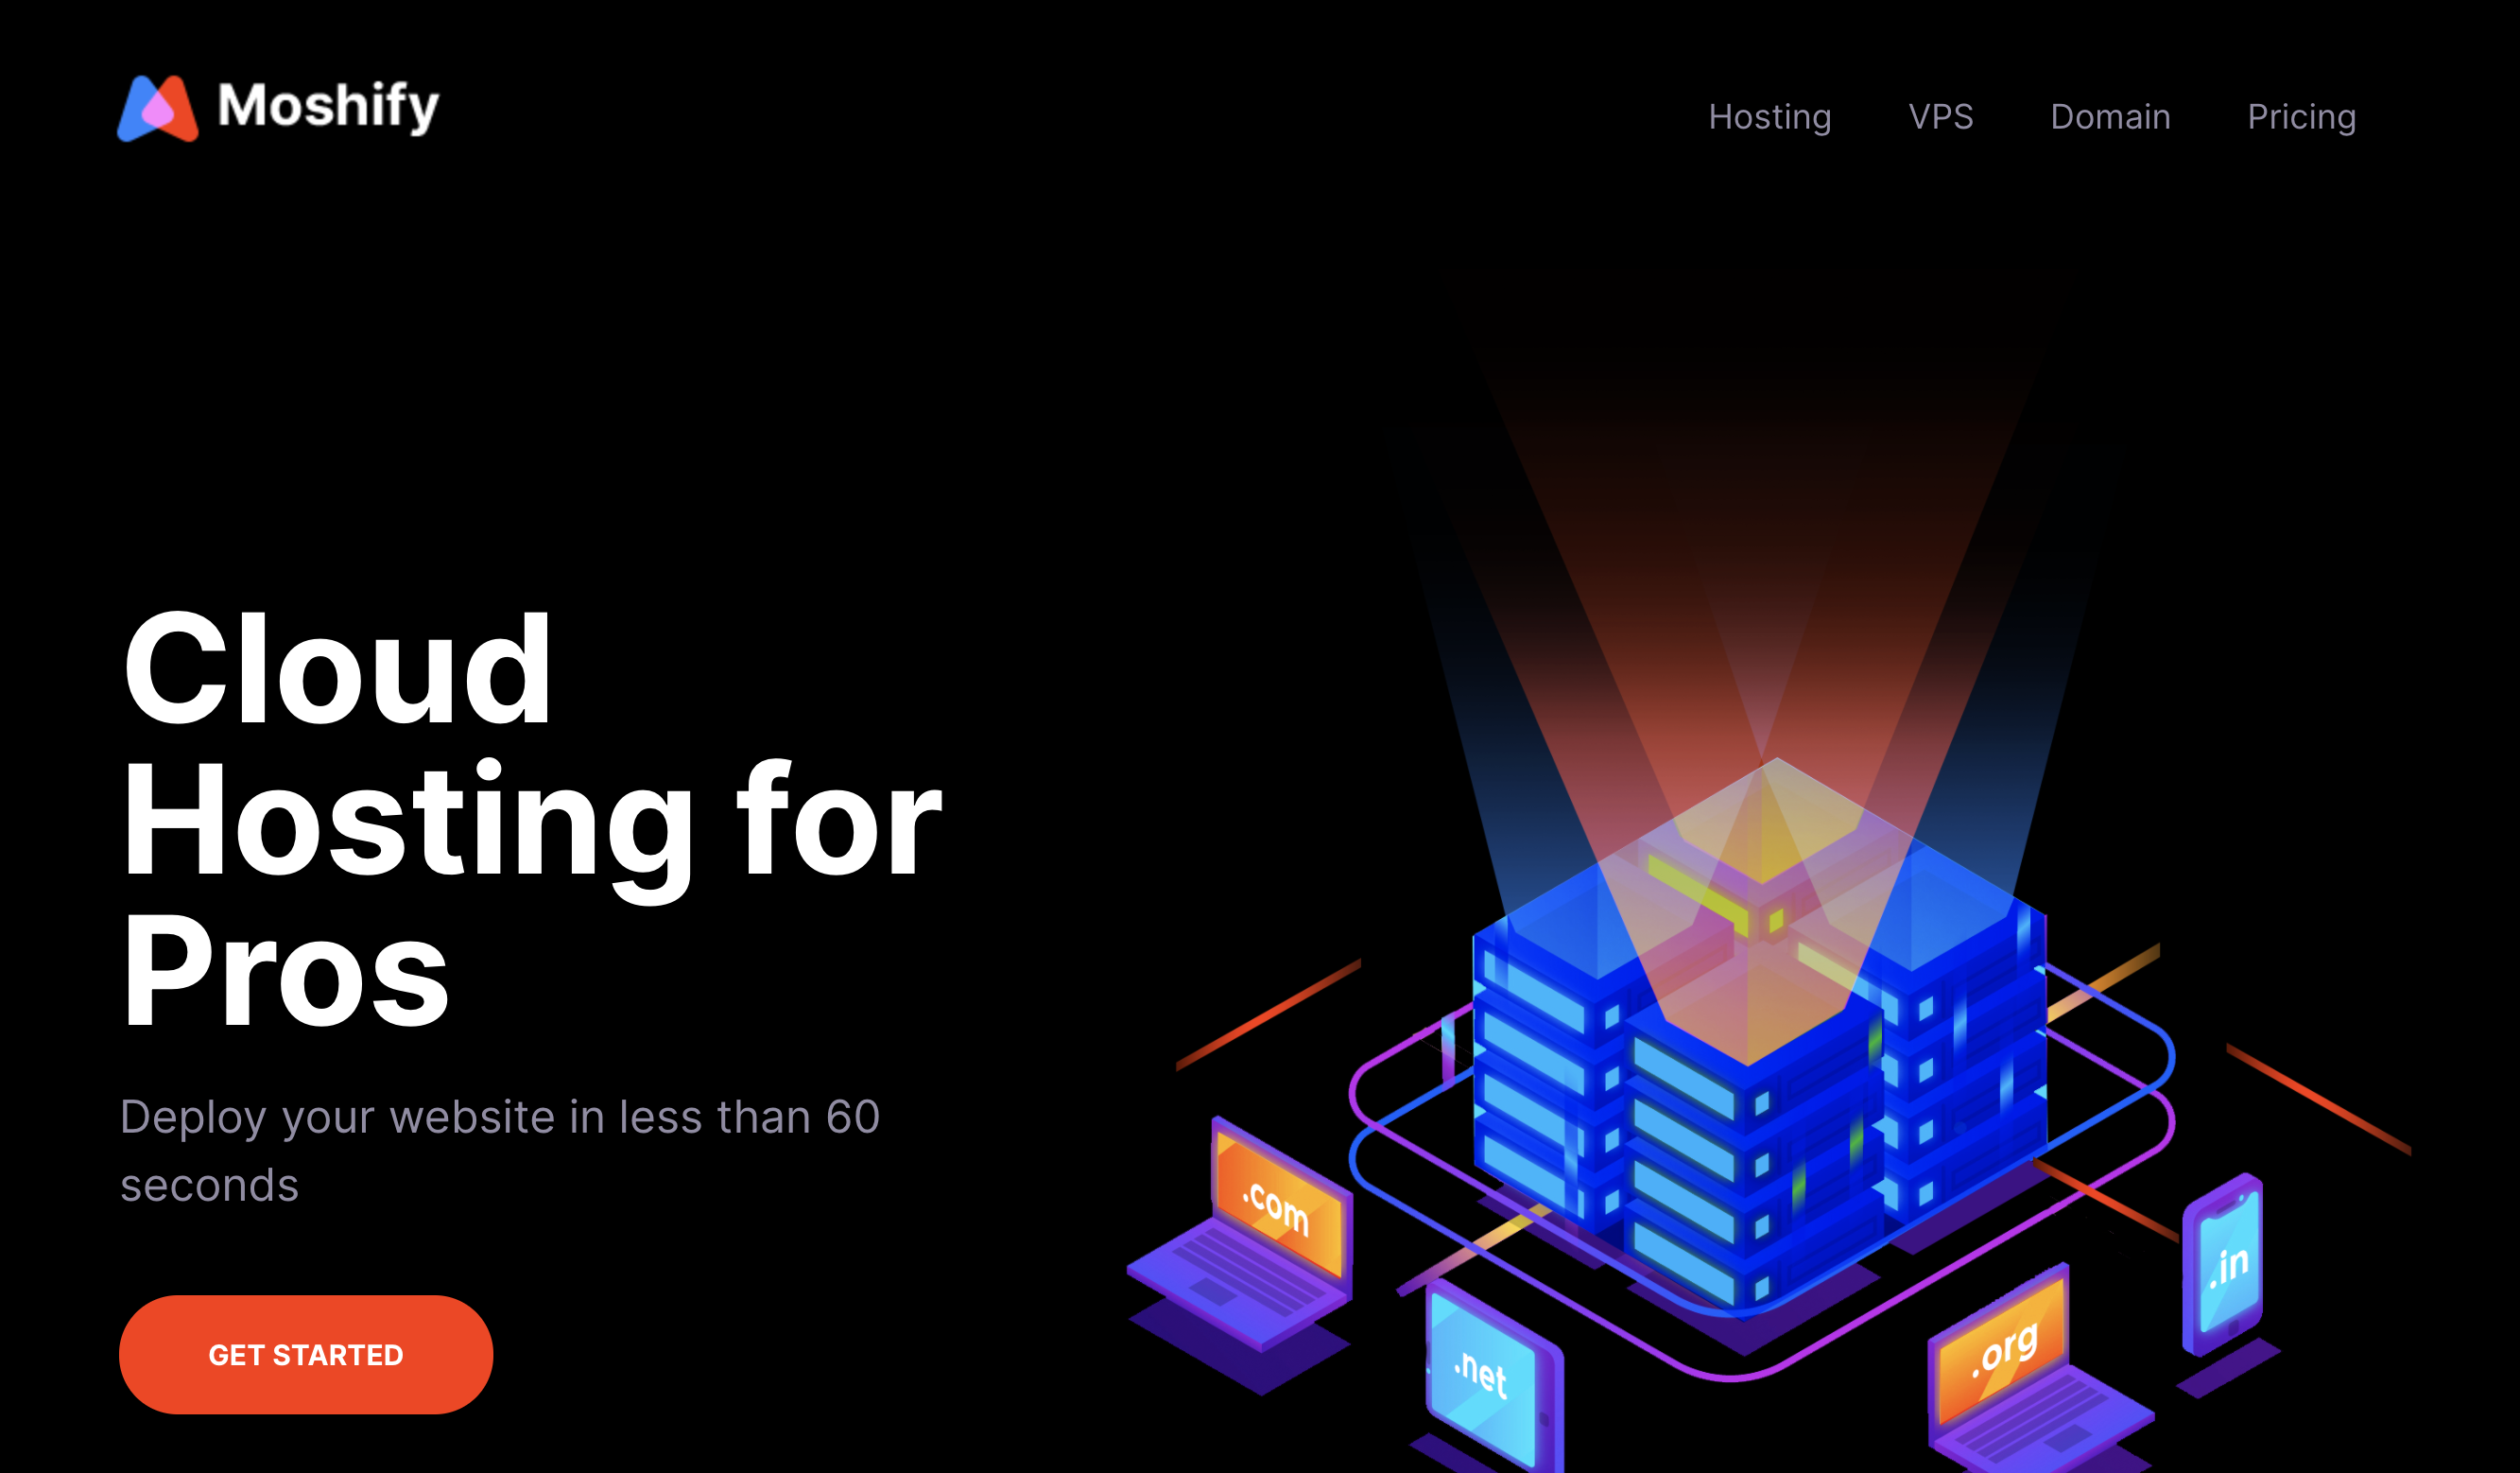 Moshify
Hosting VPS Domain Pricing
Cloud
Hosting for
Pros
Deploy your website in less than 60
seconds
GET STARTED
.com
.net
.org
.in